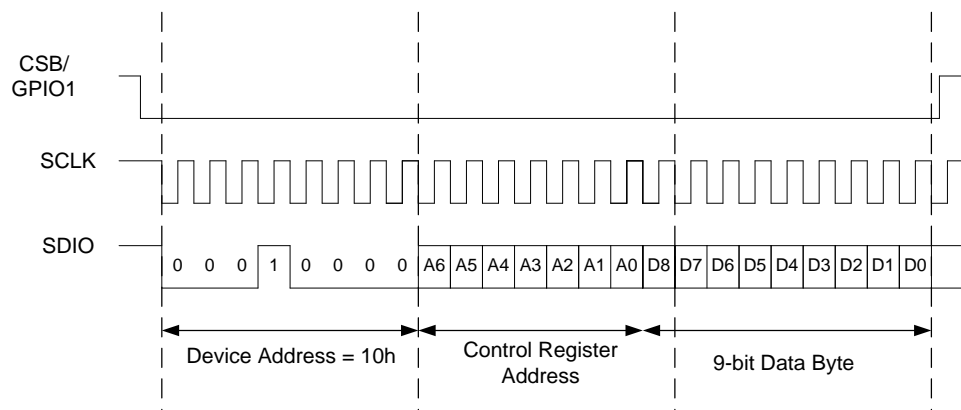 CSB/
GPIO1
SCLK
SDIO
0 0 0 1 0 0 0 0 A6 A5 A4 A3 A2 A1 A0 D8 D7 D6 D5 D4 D3 D2 D1 D0
Device Address = 10h
Control Register
Address
9-bit Data Byte